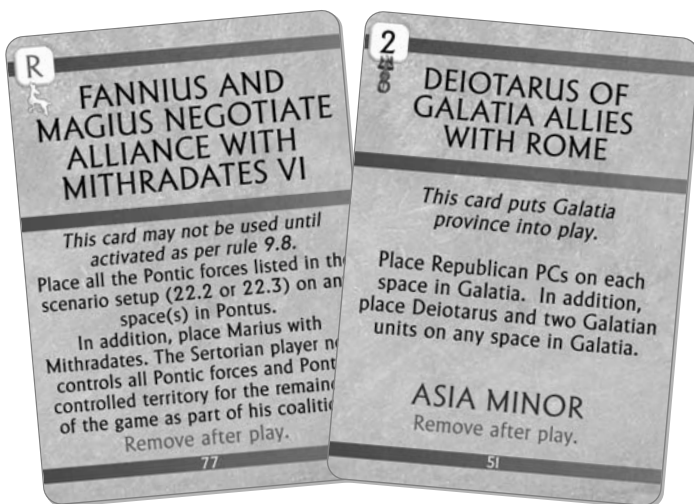 R
FANNIUS AND
MAGIUS NEGOTIATE
ALLIANCE WITH
MITHRADATES VI
This card may not be used until
activated as per rule 9.8.
Place all the Pontic forces listed in the
scenario setup (22.2 or 22.3) on
space(s) in Pontus.
In addition, place Marius with
Mithradates. The Sertorian player
controls all Pontic forces and
controlled territory for the
of the game as part of his
Remove after play.
77
2
DEIOTARUS OF
GALATIA ALLIES
WITH ROME
This card puts Galatia
province into play.
Place Republican PCs on each
space in Galatia. In addition,
place Deiotarus and two Galatian
units on any space in Galatia.
ASIA MINOR
Remove after play.
51